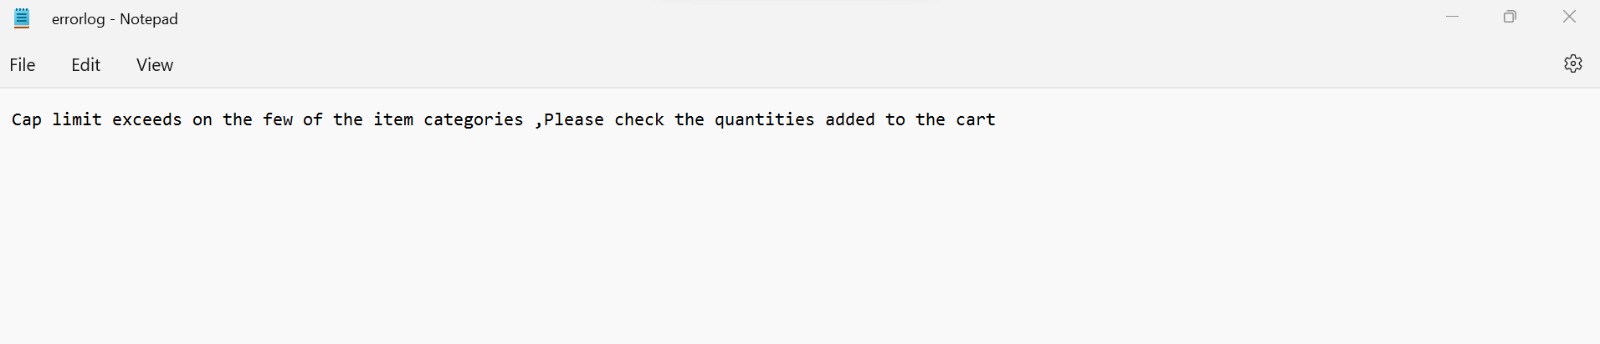 errorlog - Notepad
File Edit View
Cap limit exceeds on the few of the item categories ,Please check the quantities added to the cart